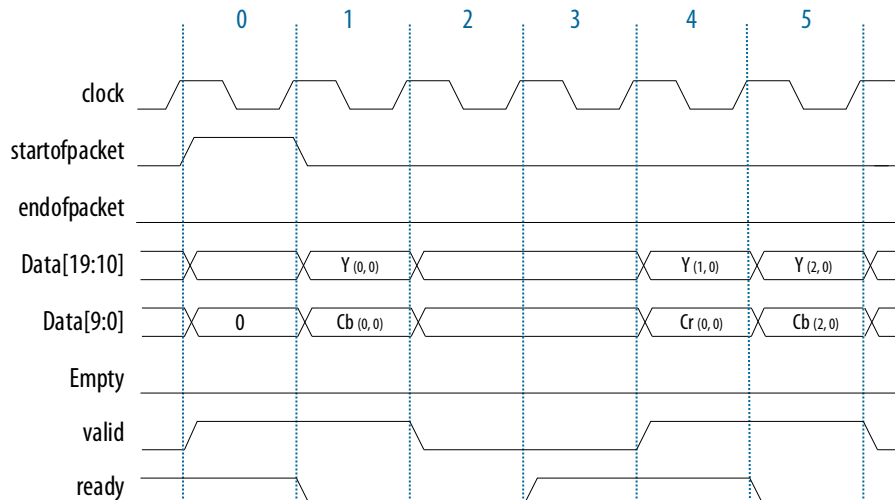 0 1 2 3 4 5
clock
startofpacket
endofpacket
Data[19:10] Y (0, 0) Y (1, 0) Y (2, 0)
Data[9:0] 0 Cb (0, 0) Cr (0, 0) Cb (2, 0)
Empty
valid
ready